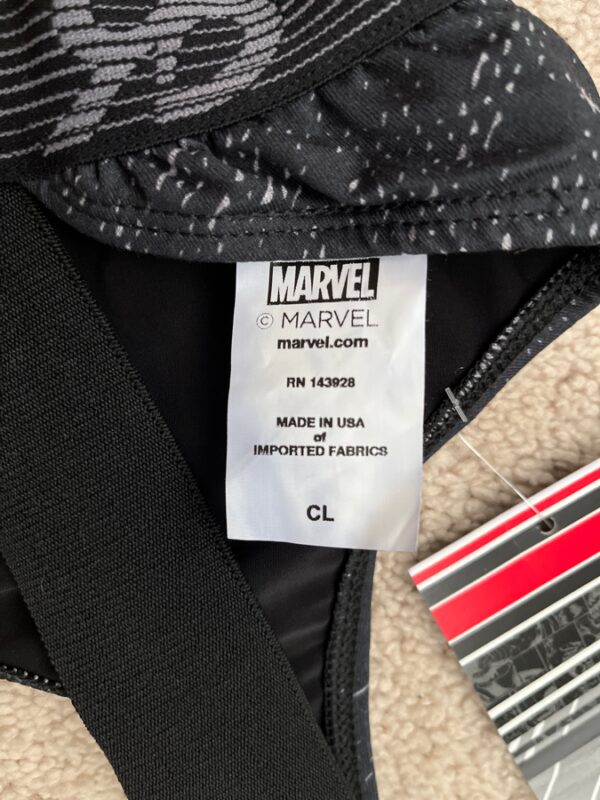 MARVEL
© MARVEL
marvel.com
RN 143928
MADE IN USA
of
IMPORTED FABRICS
CL